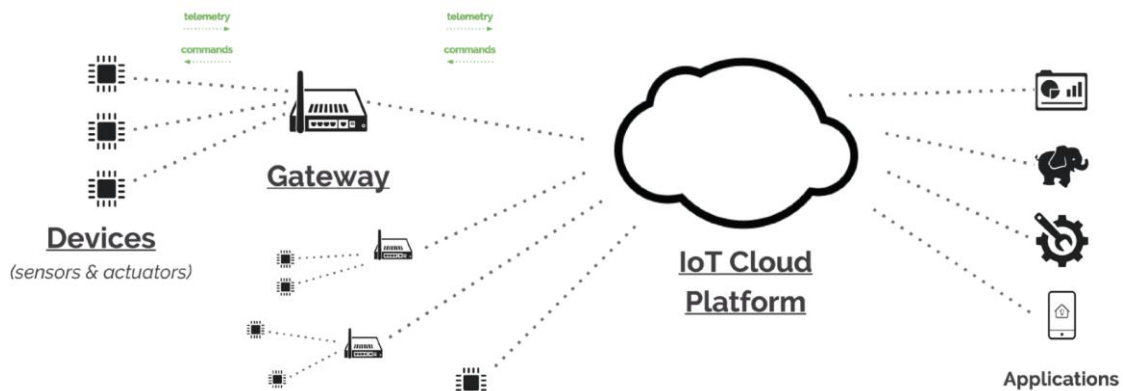 telemetry
telemetry
commands
commands
Gateway
Devices
(sensors & actuators)
IoT Cloud
Platform
Applications